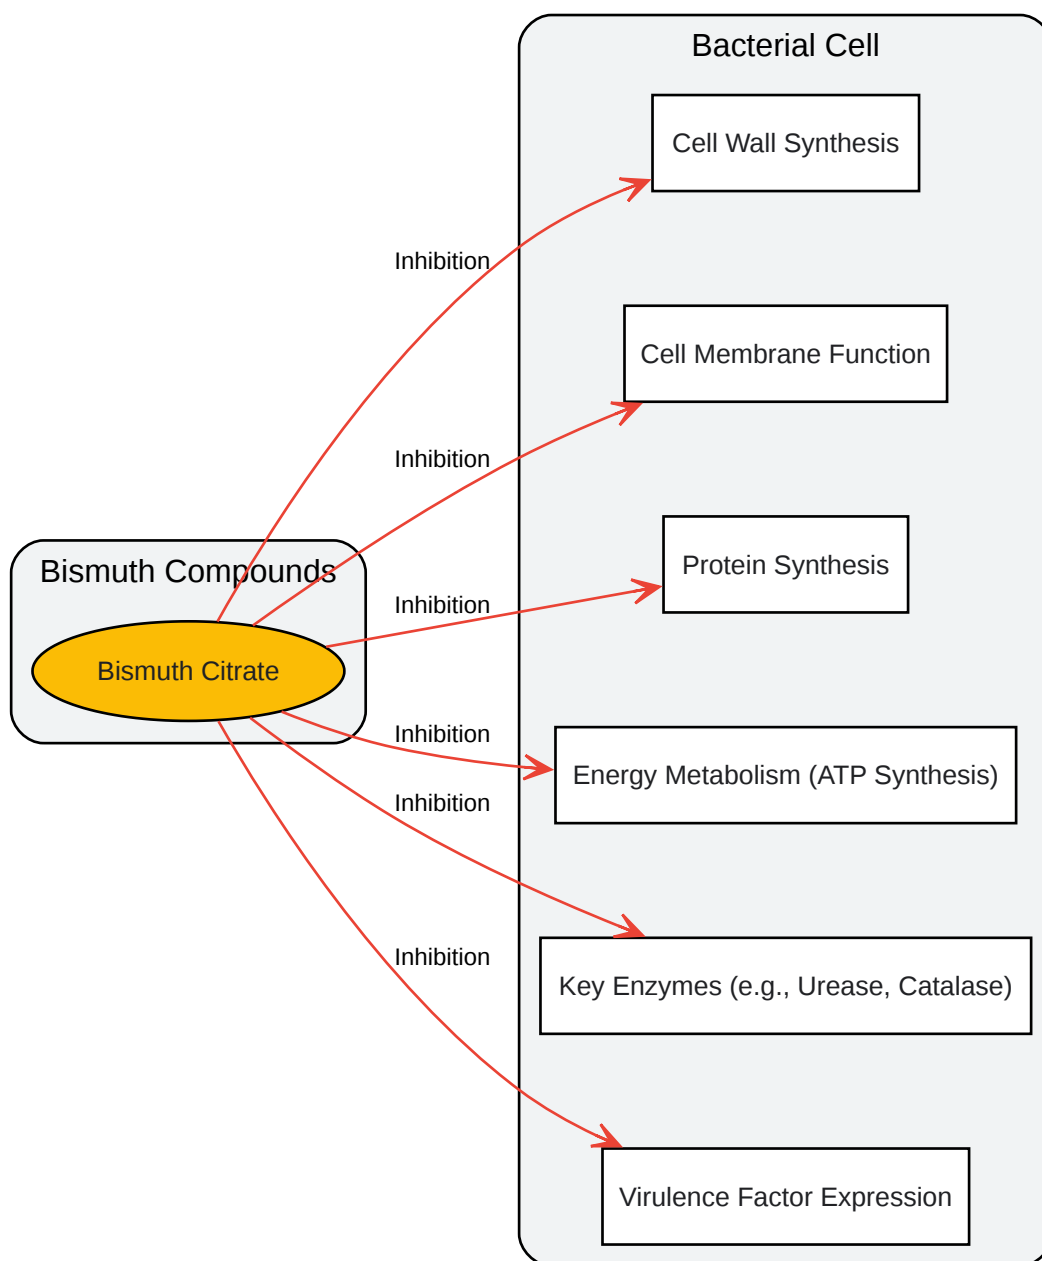 Bacterial Cell
Cell Wall Synthesis
Inhibition
Cell Membrane Function
Inhibition
Protein Synthesis
Bismuth Compounds
Inhibition
Bismuth Citrate
Inhibition
Energy Metabolism (ATP Synthesis)
Inhibition
Inhibition
Key Enzymes (e.g., Urease, Catalase)
Virulence Factor Expression